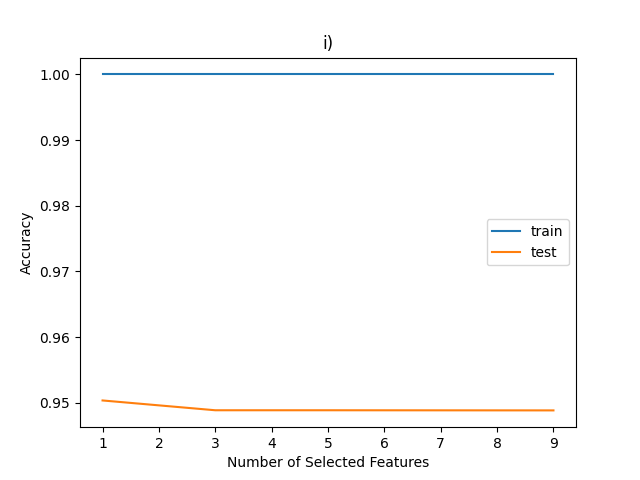 i)
1.00
0.99
0.98
0.97
0.96
0.95
Accuracy
train
test
1 2 3 4 5 6 7 8 9
Number of Selected Features